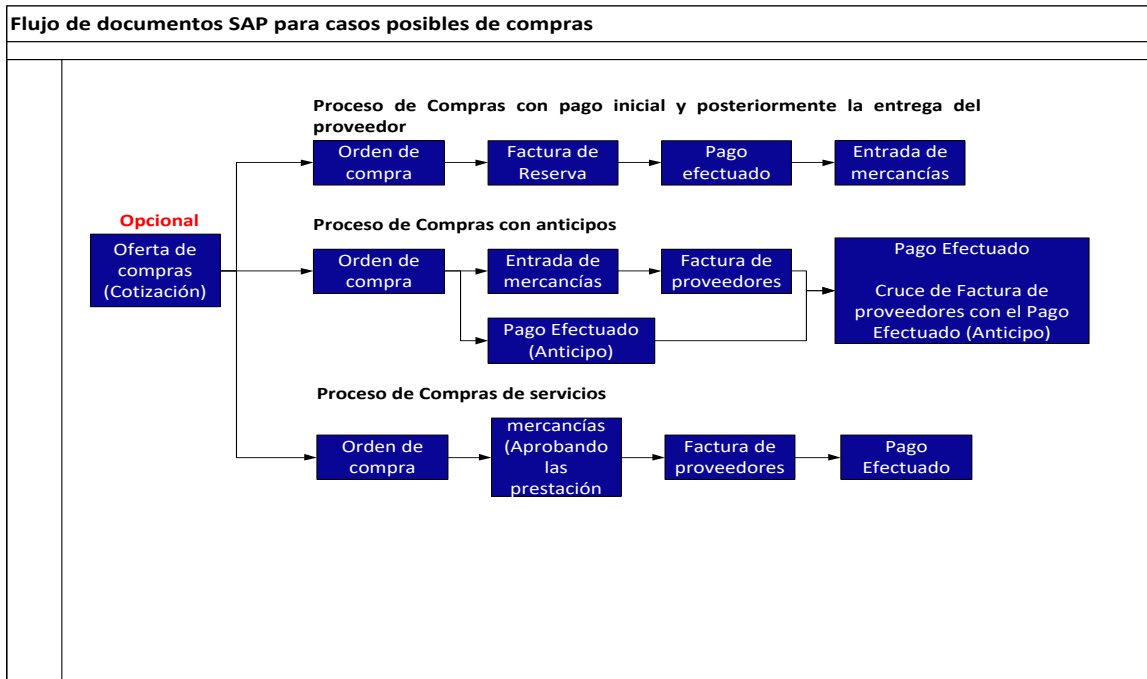 Flujo de documentos SAP para casos posibles de compras
Proceso de Compras con pago inicial y posteriormente la entrega del
proveedor
Orden de
compra
Factura de
Reserva
Pago
efectuado
Entrada de
mercancías
Opcional
Oferta de
compras
(Cotización)
Proceso de Compras con anticipos
Orden de
compra
Entrada de
mercancías
Factura de
proveedores
Pago Efectuado
(Anticipo)
Pago Efectuado
Cruce de Factura de
proveedores con el Pago
Efectuado (Anticipo)
Proceso de Compras de servicios
Orden de
compra
mercancías
(Aprobando
las
prestación
Factura de
proveedores
Pago
Efectuado